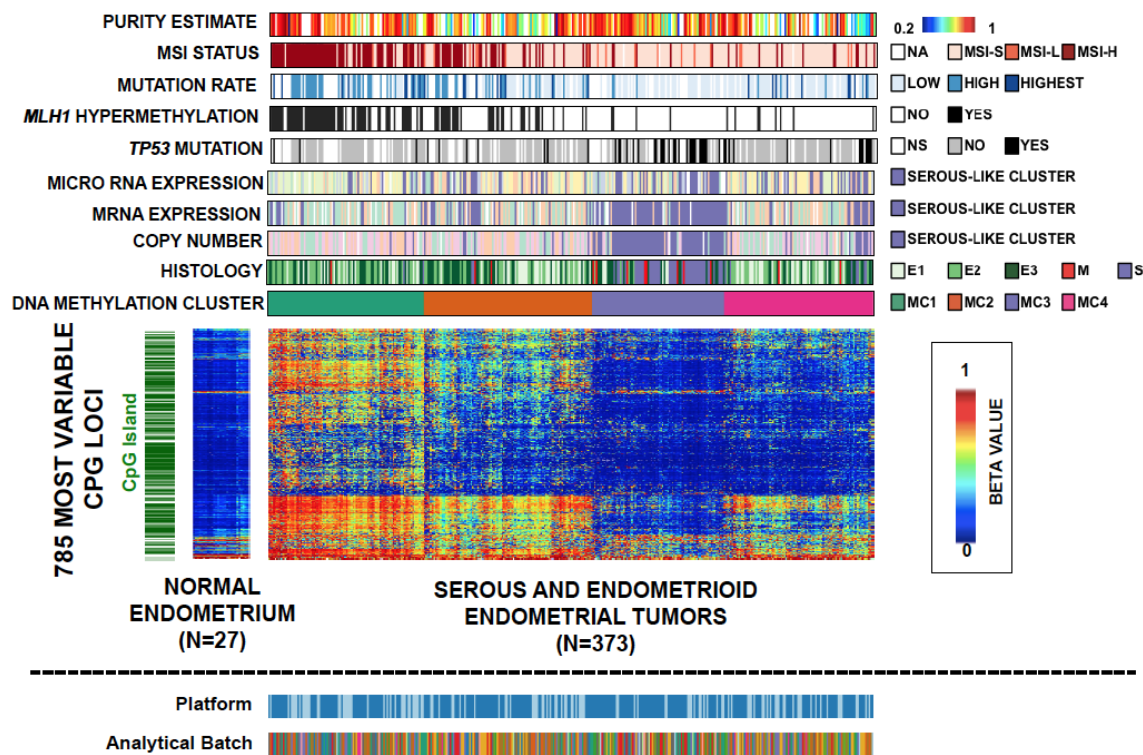 PURITY ESTIMATE
0.2 1
MSI STATUS
NA MSI-S MSI-L MSI-H
MUTATION RATE
LOW HIGH HIGHEST
MLH1 HYPERMETHYLATION
NO YES
TP53 MUTATION
NS NO YES
MICRO RNA EXPRESSION
SEROUS-LIKE CLUSTER
MRNA EXPRESSION
SEROUS-LIKE CLUSTER
COPY NUMBER
SEROUS-LIKE CLUSTER
HISTOLOGY
E1 E2 E3 M S
DNA METHYLATION CLUSTER
MC1 MC2 MC3 MC4
785 MOST VARIABLE
CPG LOCI
CpG Island
1
BETA VALUE
0
NORMAL
ENDOMETRIUM
(N=27)
SEROUS AND ENDOMETRIOID
ENDOMETRIAL TUMORS
(N=373)
Platform
Analytical Batch